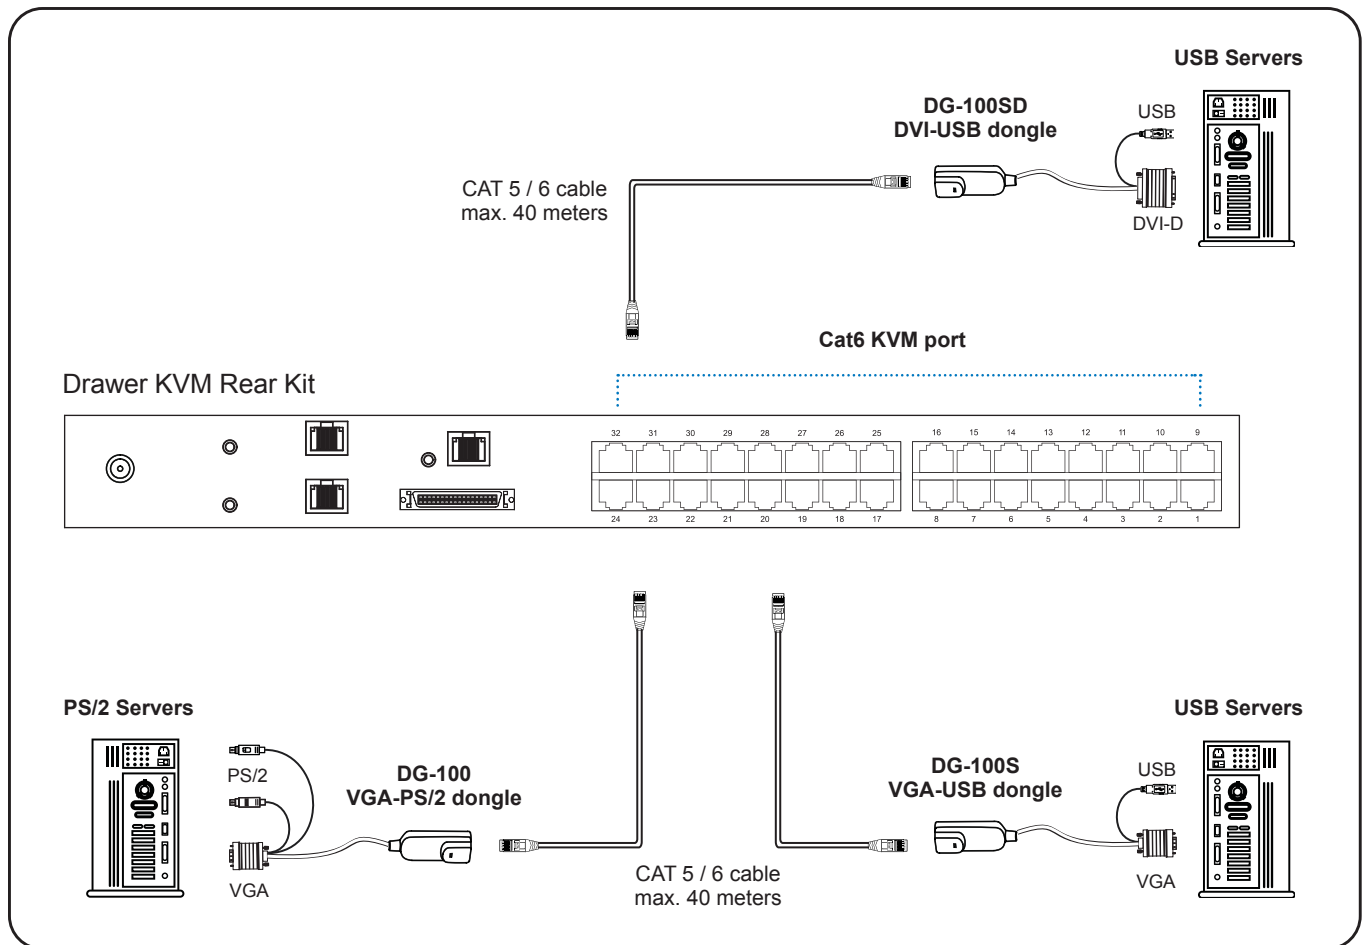 USB Servers
DG-100SD
DVI-USB dongle
USB
CAT 5 / 6 cable
max. 40 meters
DVI-D
Cat6 KVM port
Drawer KVM Rear Kit
32 31 30 29 28 27 26 25 16 15 14 13 12 11 10 9
24 23 22 21 20 19 18 17 8 7 6 5 4 3 2 1
PS/2 Servers
USB Servers
PS/2
DG-100
VGA-PS/2 dongle
DG-100S
VGA-USB dongle
USB
VGA
CAT 5 / 6 cable
max. 40 meters
VGA